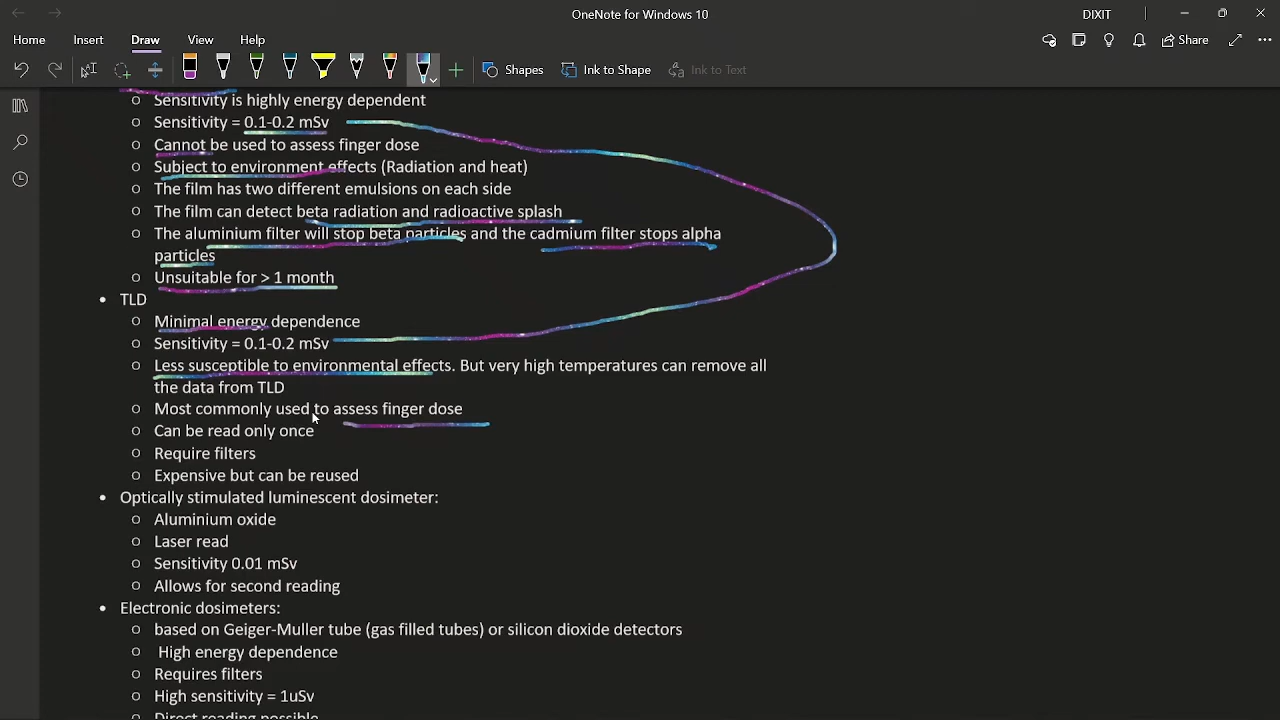 OneNote for Windows 10
DIXIT
Home Insert Draw View Help
Shapes Ink to Shape Ink to Text Share
o Sensitivity is highly energy dependent
o Sensitivity = 0.1-0.2 mSv
o Cannot be used to assess finger dose
o Subject to environment effects (Radiation and heat)
o The film has two different emulsions on each side
o The film can detect beta radiation and radioactive splash
o The aluminium filter will stop beta particles and the cadmium filter stops alpha
particles
o Unsuitable for > 1 month
• TLD
o Minimal energy dependence
o Sensitivity = 0.1-0.2 mSv
o Less susceptible to environmental effects. But very high temperatures can remove all
the data from TLD
o Most commonly used to assess finger dose
o Can be read only once
o Require filters
o Expensive but can be reused
• Optically stimulated luminescent dosimeter:
o Aluminium oxide
o Laser read
o Sensitivity 0.01 mSv
o Allows for second reading
• Electronic dosimeters:
o based on Geiger-Muller tube (gas filled tubes) or silicon dioxide detectors
o High energy dependence
o Requires filters
o High sensitivity = 1uSv
o Direct reading possible